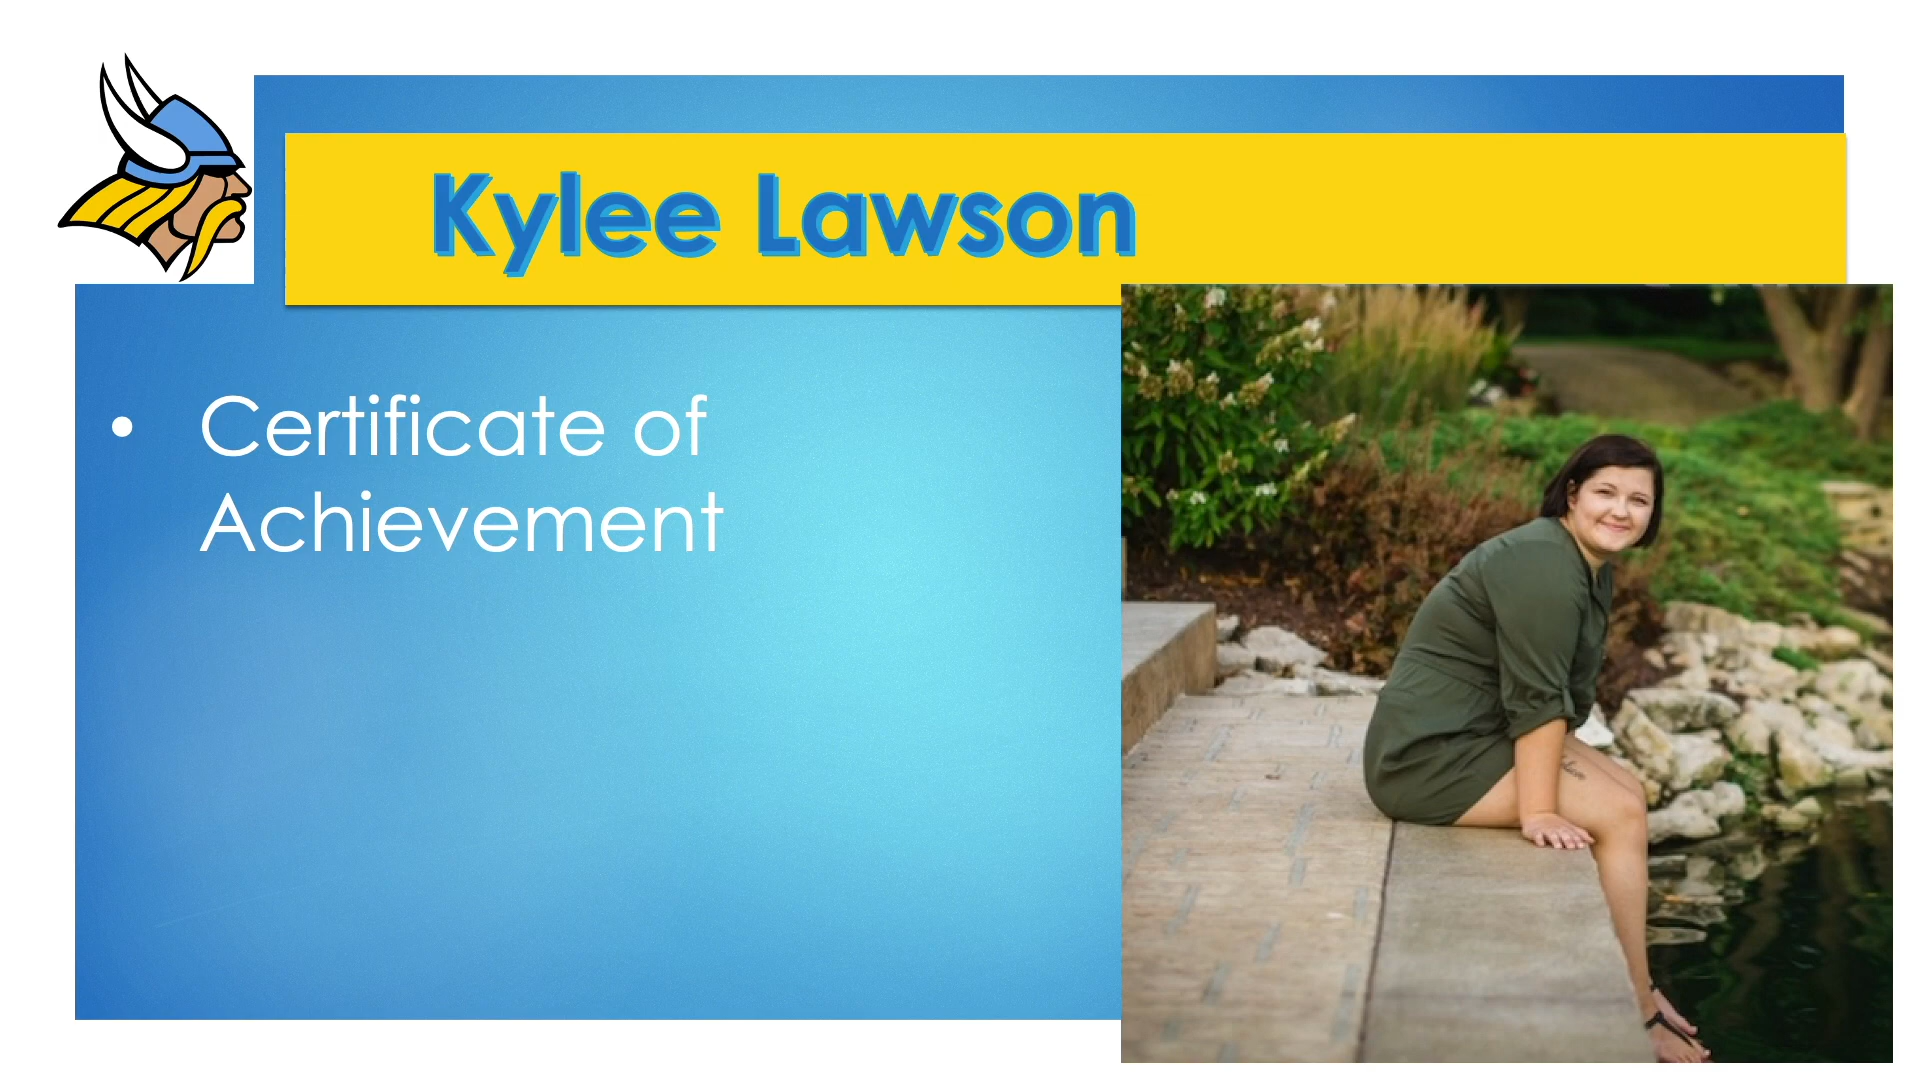 Kylee Lawson
• Certificate of
Achievement